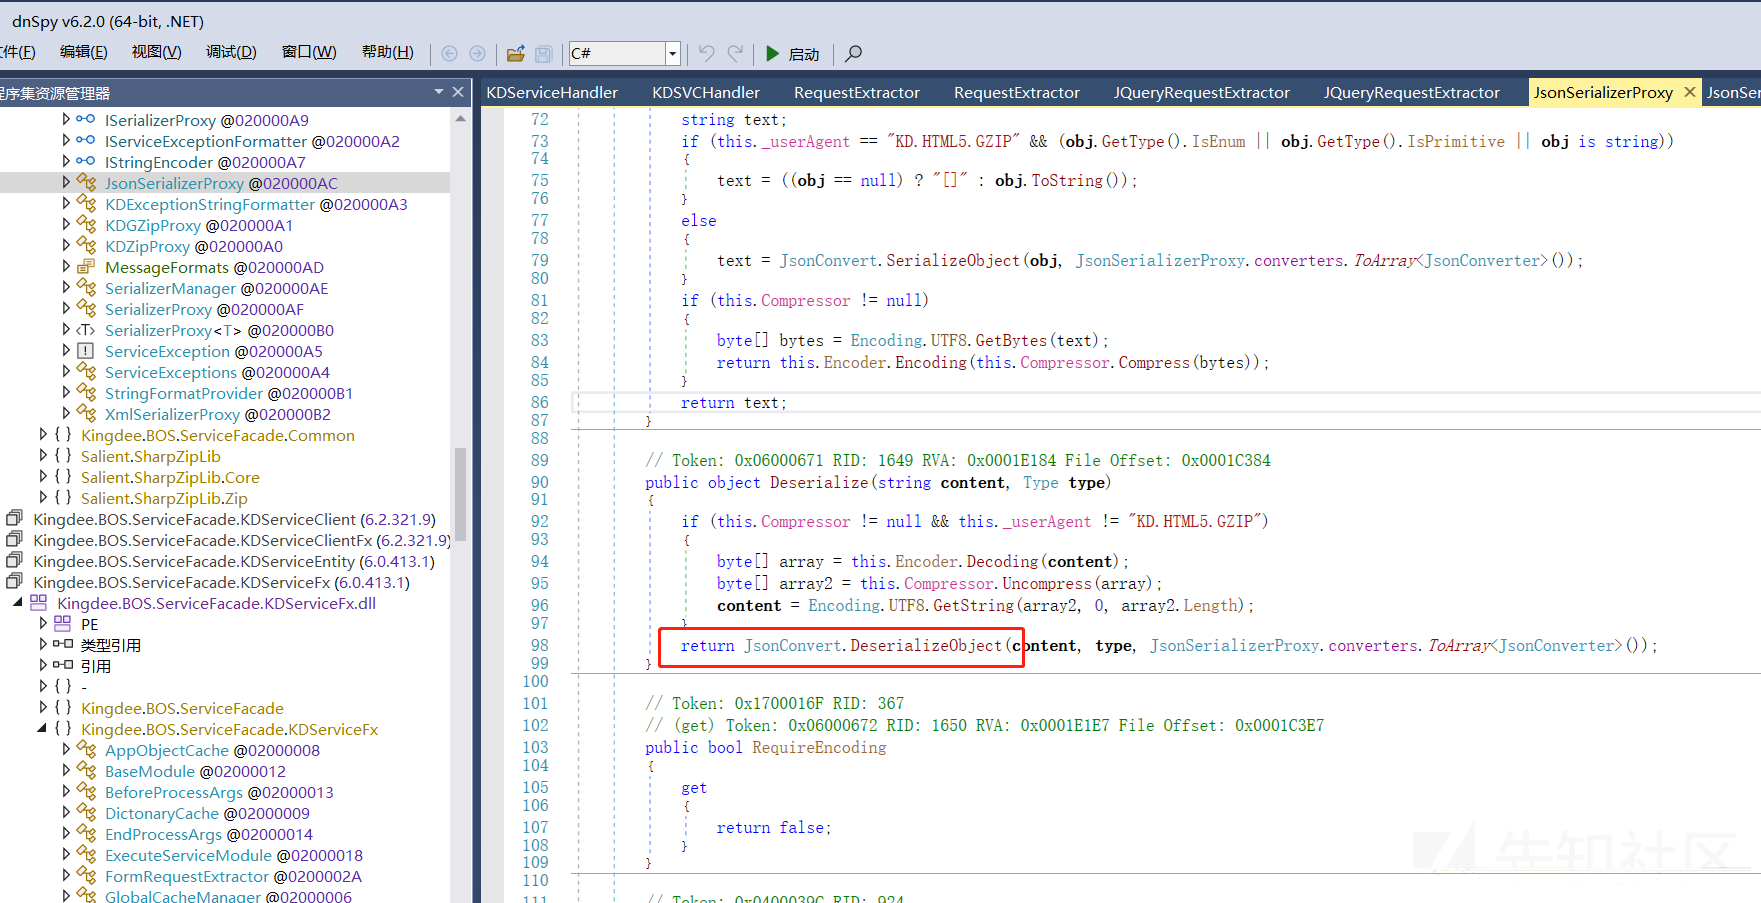 dnSpy v6.2.0 (64-bit, .NET)
件(F) 编辑(E) 视图(V) 调试(D) 窗口(W) 帮助(H) C# 启动
程序集资源管理器
ISerializerProxy @020000A9
IServiceExceptionFormatter @020000A2
IStringEncoder @020000A7
JsonSerializerProxy @020000AC
KDExceptionStringFormatter @020000A3
KDGZipProxy @020000A1
KDZipProxy @020000A0
MessageFormats @020000AD
SerializerManager @020000AE
SerializerProxy @020000AF
SerializerProxy<T> @020000B0
ServiceException @020000A5
ServiceExceptions @020000A4
StringFormatProvider @020000B1
XmlSerializerProxy @020000B2
{ } Kingdee.BOS.ServiceFacade.Common
{ } Salient.SharpZipLib
{ } Salient.SharpZipLib.Core
{ } Salient.SharpZipLib.Zip
Kingdee.BOS.ServiceFacade.KDServiceClient (6.2.321.9)
Kingdee.BOS.ServiceFacade.KDServiceClientFx (6.2.321.9)
Kingdee.BOS.ServiceFacade.KDServiceEntity (6.0.413.1)
Kingdee.BOS.ServiceFacade.KDServiceFx (6.0.413.1)
Kingdee.BOS.ServiceFacade.KDServiceFx.dll
PE
类型引用
引用
{ } -
{ } Kingdee.BOS.ServiceFacade
{ } Kingdee.BOS.ServiceFacade.KDServiceFx
AppObjectCache @02000008
BaseModule @02000012
BeforeProcessArgs @02000013
DictonaryCache @02000009
EndProcessArgs @02000014
ExecuteServiceModule @02000018
FormRequestExtractor @0200002A
GlobalCacheManager @02000006
KDServiceHandler KDSVCHandler RequestExtractor RequestExtractor JQueryRequestExtractor JQueryRequestExtractor JsonSerializerProxy JsonSer
72 string text;
73 if (this._userAgent == "KD.HTML5.GZIP" && (obj.GetType().IsEnum || obj.GetType().IsPrimitive || obj is string))
74 {
75 text = ((obj == null) ? "[]" : obj.ToString());
76 }
77 else
78 {
79 text = JsonConvert.SerializeObject(obj, JsonSerializerProxy.converters.ToArray<JsonConverter>());
80 }
81 if (this.Compressor != null)
82 {
83 byte[] bytes = Encoding.UTF8.GetBytes(text);
84 return this.Encoder.Encoding(this.Compressor.Compress(bytes));
85 }
86 return text;
87 }
88
89 // Token: 0x06000671 RID: 1649 RVA: 0x0001E184 File Offset: 0x0001C384
90 public object Deserialize(string content, Type type)
91 {
92 if (this.Compressor != null && this._userAgent != "KD.HTML5.GZIP")
93 {
94 byte[] array = this.Encoder.Decoding(content);
95 byte[] array2 = this.Compressor.Uncompress(array);
96 content = Encoding.UTF8.GetString(array2, 0, array2.Length);
97 }
98 return JsonConvert.DeserializeObject(content, type, JsonSerializerProxy.converters.ToArray<JsonConverter>());
99 }
100
101 // Token: 0x1700016F RID: 367
102 // (get) Token: 0x06000672 RID: 1650 RVA: 0x0001E1E7 File Offset: 0x0001C3E7
103 public bool RequireEncoding
104 {
105 get
106 {
107 return false;
108 }
109 }
110
111 // Token: 0x0400039C RID: 924
先知社区